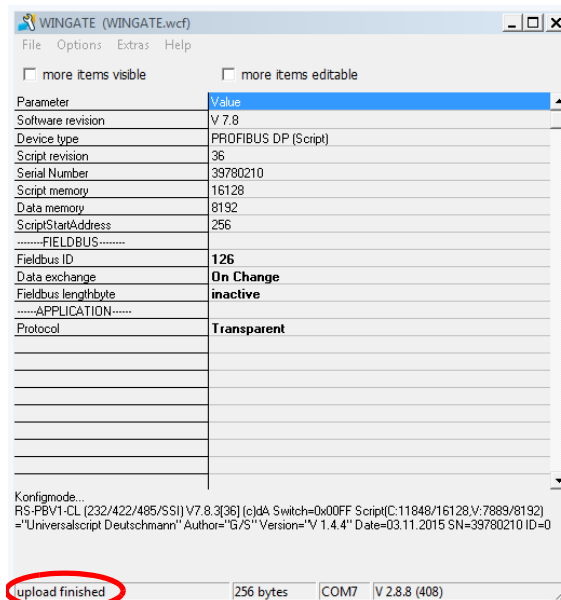 WINGATE (WINGATE.wcf)
File Options Extras Help
more items visible more items editable
Parameter Value
Software revision V 7.8
Device type PROFIBUS DP (Script)
Script revision 36
Serial Number 39780210
Script memory 16128
Data memory 8192
ScriptStartAddress 256
--------FIELDBUS--------
Fieldbus ID 126
Data exchange On Change
Fieldbus lengthbyte inactive
------APPLICATION------
Protocol Transparent
Konfigmode...
RS-PBV1-CL (232/422/485/SSI) V7.8.3[36] (c)dA Switch=0x00FF Script(C:11848/16128,V:7889/8192)
="Universalscript Deutschmann" Author="G/S" Version="V 1.4.4" Date=03.11.2015 SN=39780210 ID=0
upload finished 256 bytes COM7 V 2.8.8 (408)